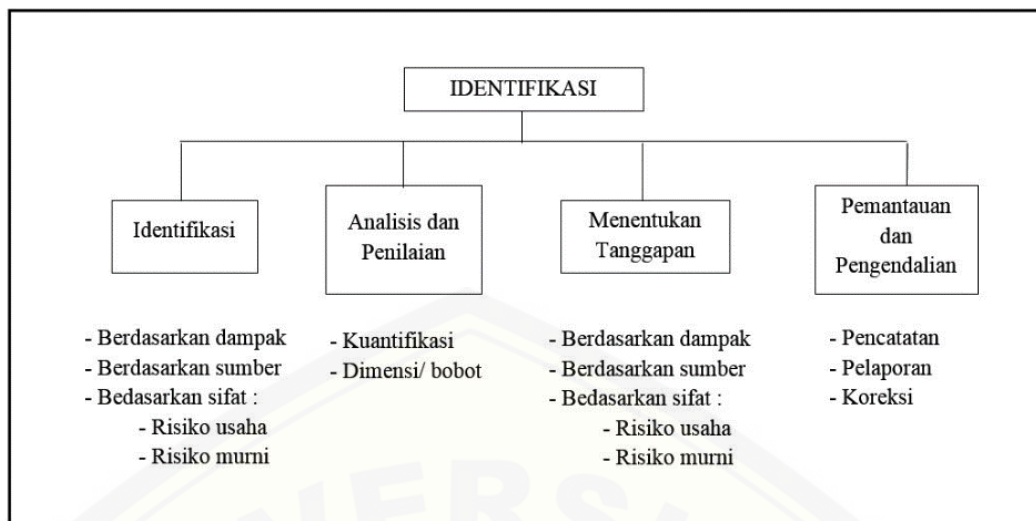 IDENTIFIKASI
Identifikasi
- Berdasarkan dampak
- Berdasarkan sumber
- Bedasarkan sifat :
- Risiko usaha
- Risiko murni
Analisis dan
Penilaian
- Kuantifikasi
- Dimensi/ bobot
Menentukan
Tanggapan
- Berdasarkan dampak
- Berdasarkan sumber
- Bedasarkan sifat :
- Risiko usaha
- Risiko murni
Pemantauan
dan
Pengendalian
- Pencatatan
- Pelaporan
- Koreksi